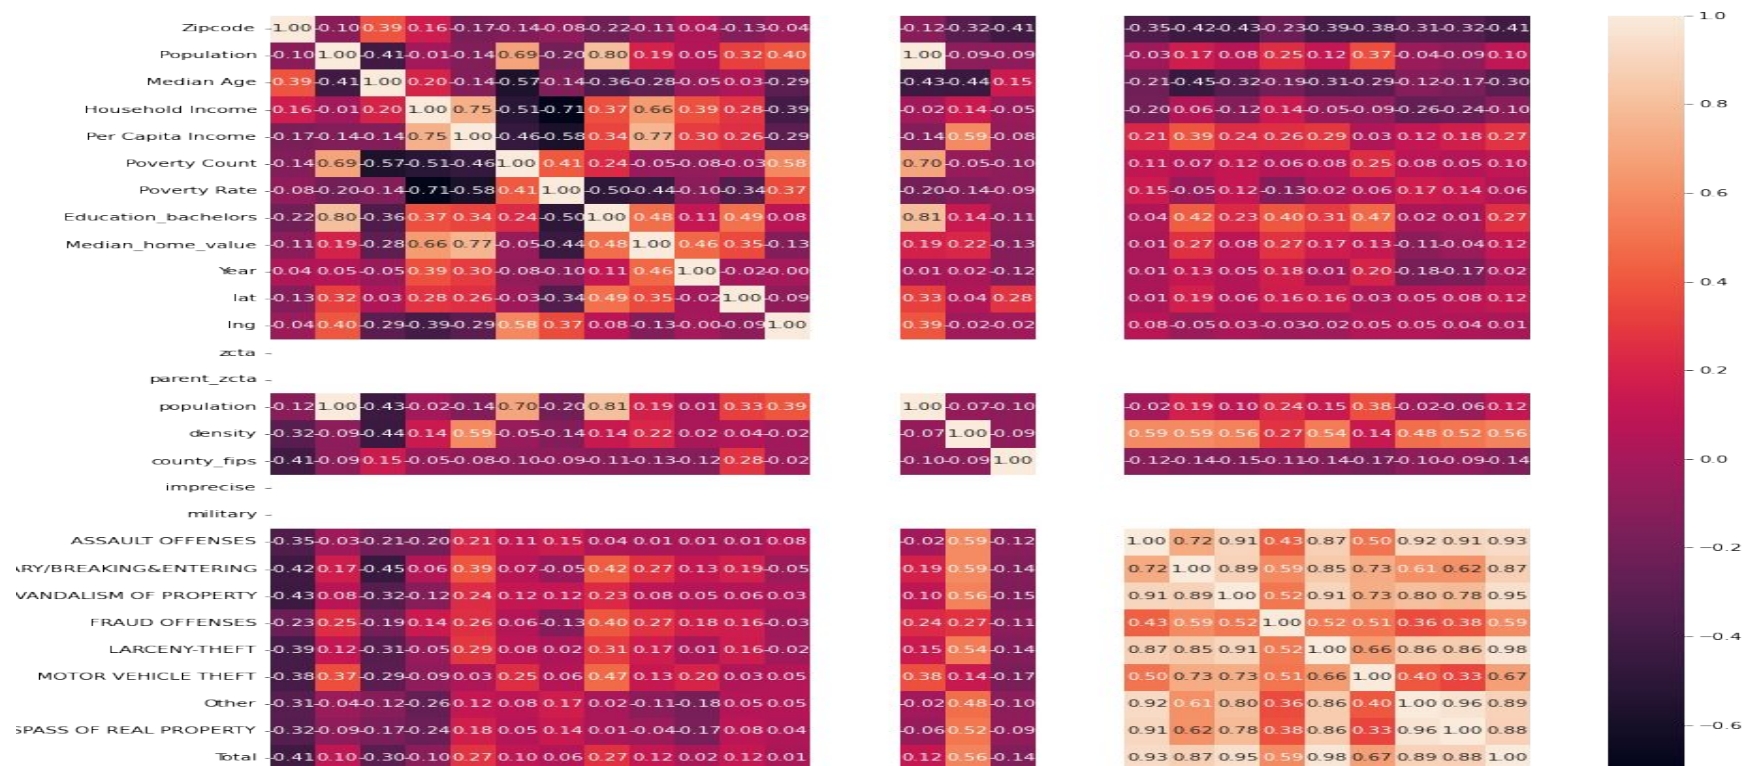 Zipcode 1.00 -0.10 0.39 0.16 -0.17 -0.14 -0.08 -0.22 -0.11 0.04 -0.13 -0.04 -0.12 -0.32 -0.41 -0.35 -0.42 -0.43 -0.23 -0.39 -0.38 -0.31 -0.32 -0.41
Population -0.10 1.00 -0.41 -0.01 -0.14 0.69 -0.20 0.80 0.19 0.05 0.32 0.40 1.00 -0.09 -0.09 -0.03 0.17 0.08 0.25 0.12 0.37 -0.04 -0.09 0.10
Median Age 0.39 -0.41 1.00 0.20 -0.14 -0.57 -0.14 -0.36 -0.28 -0.05 0.03 -0.29 -0.43 -0.44 0.15 -0.21 -0.45 -0.32 -0.19 -0.31 -0.29 -0.12 -0.17 -0.30
Household Income 0.16 -0.01 0.20 1.00 0.75 -0.51 -0.71 0.37 0.66 0.39 0.28 -0.39 -0.02 0.14 -0.05 -0.20 0.06 -0.12 0.14 -0.05 -0.09 -0.26 -0.24 -0.10
Per Capita Income -0.17 -0.14 -0.14 0.75 1.00 -0.46 -0.58 0.34 0.77 0.30 0.26 -0.29 -0.14 0.59 -0.08 0.21 0.39 0.24 0.26 0.29 0.03 0.12 0.18 0.27
Poverty Count -0.14 0.69 -0.57 -0.51 -0.46 1.00 0.41 0.24 -0.05 -0.08 -0.03 0.58 0.70 -0.05 -0.10 0.11 0.07 0.12 0.06 0.08 0.25 0.08 0.05 0.10
Poverty Rate -0.08 -0.20 -0.14 -0.71 -0.58 0.41 1.00 -0.50 -0.44 -0.10 -0.34 0.37 -0.20 -0.14 -0.09 0.15 -0.05 0.12 -0.13 0.02 0.06 0.17 0.14 0.06
Education_bachelors -0.22 0.80 -0.36 0.37 0.34 0.24 -0.50 1.00 0.48 0.11 0.49 0.08 0.81 0.14 -0.11 0.04 0.42 0.23 0.40 0.31 0.47 0.02 0.01 0.27
Median_home_value -0.11 0.19 -0.28 0.66 0.77 -0.05 -0.44 0.48 1.00 0.46 0.35 -0.13 0.19 0.22 -0.13 0.01 0.27 0.08 0.27 0.17 0.13 -0.11 -0.04 0.12
Year 0.04 0.05 -0.05 0.39 0.30 -0.08 -0.10 0.11 0.46 1.00 -0.02 -0.00 0.01 0.02 -0.12 0.01 0.13 0.05 0.18 0.01 0.20 -0.18 -0.17 0.02
lat -0.13 0.32 0.03 0.28 0.26 -0.03 -0.34 0.49 0.35 -0.02 1.00 -0.09 0.33 0.04 0.28 0.01 0.19 0.06 0.16 0.16 0.03 0.05 0.08 0.12
lng -0.04 0.40 -0.29 -0.39 -0.29 0.58 0.37 0.08 -0.13 -0.00 -0.09 1.00 0.39 -0.02 -0.02 0.08 -0.05 0.03 -0.03 -0.02 0.05 0.05 0.04 0.01
zcta
parent_zcta
population -0.12 1.00 -0.43 -0.02 -0.14 0.70 -0.20 0.81 0.19 0.01 0.33 0.39 1.00 -0.07 -0.10 -0.02 0.19 0.10 0.24 0.15 0.38 -0.02 -0.06 0.12
density -0.32 -0.09 -0.44 0.14 0.59 -0.05 -0.14 0.14 0.22 0.02 0.04 -0.02 -0.07 1.00 -0.09 0.59 0.59 0.56 0.27 0.54 0.14 0.48 0.52 0.56
county_fips -0.41 -0.09 0.15 -0.05 -0.08 -0.10 -0.09 -0.11 -0.13 -0.12 0.28 -0.02 -0.10 -0.09 1.00 -0.12 -0.14 -0.15 -0.11 -0.14 -0.17 -0.10 -0.09 -0.14
imprecise
military
ASSAULT OFFENSES -0.35 -0.03 -0.21 -0.20 0.21 0.11 0.15 0.04 0.01 0.01 0.01 0.08 -0.02 0.59 -0.12 1.00 0.72 0.91 0.43 0.87 0.50 0.92 0.91 0.93
ARY/BREAKING&ENTERING -0.42 0.17 -0.45 0.06 0.39 0.07 -0.05 0.42 0.27 0.13 0.19 -0.05 0.19 0.59 -0.14 0.72 1.00 0.89 0.59 0.85 0.73 0.61 0.62 0.87
VANDALISM OF PROPERTY -0.43 0.08 -0.32 -0.12 0.24 0.12 0.12 0.23 0.08 0.05 0.06 0.03 0.10 0.56 -0.15 0.91 0.89 1.00 0.52 0.91 0.73 0.80 0.78 0.95
FRAUD OFFENSES -0.23 0.25 -0.19 0.14 0.26 0.06 -0.13 0.40 0.27 0.18 0.16 -0.03 0.24 0.27 -0.11 0.43 0.59 0.52 1.00 0.52 0.51 0.36 0.38 0.59
LARCENY-THEFT -0.39 0.12 -0.31 -0.05 0.29 0.08 0.02 0.31 0.17 0.01 0.16 -0.02 0.15 0.54 -0.14 0.87 0.85 0.91 0.52 1.00 0.66 0.86 0.86 0.98
MOTOR VEHICLE THEFT -0.38 0.37 -0.29 -0.09 0.03 0.25 0.06 0.47 0.13 0.20 0.03 0.05 0.38 0.14 -0.17 0.50 0.73 0.73 0.51 0.66 1.00 0.40 0.33 0.67
Other -0.31 -0.04 -0.12 -0.26 0.12 0.08 0.17 0.02 -0.11 -0.18 0.05 0.05 -0.02 0.48 -0.10 0.92 0.61 0.80 0.36 0.86 0.40 1.00 0.96 0.89
SPASS OF REAL PROPERTY -0.32 -0.09 -0.17 -0.24 0.18 0.05 0.14 0.01 -0.04 -0.17 0.08 0.04 -0.06 0.52 -0.09 0.91 0.62 0.78 0.38 0.86 0.33 0.96 1.00 0.88
Total -0.41 0.10 -0.30 -0.10 0.27 0.10 0.06 0.27 0.12 0.02 0.12 0.01 0.12 0.56 -0.14 0.93 0.87 0.95 0.59 0.98 0.67 0.89 0.88 1.00
1.0
0.8
0.6
0.4
0.2
0.0
−0.2
−0.4
−0.6